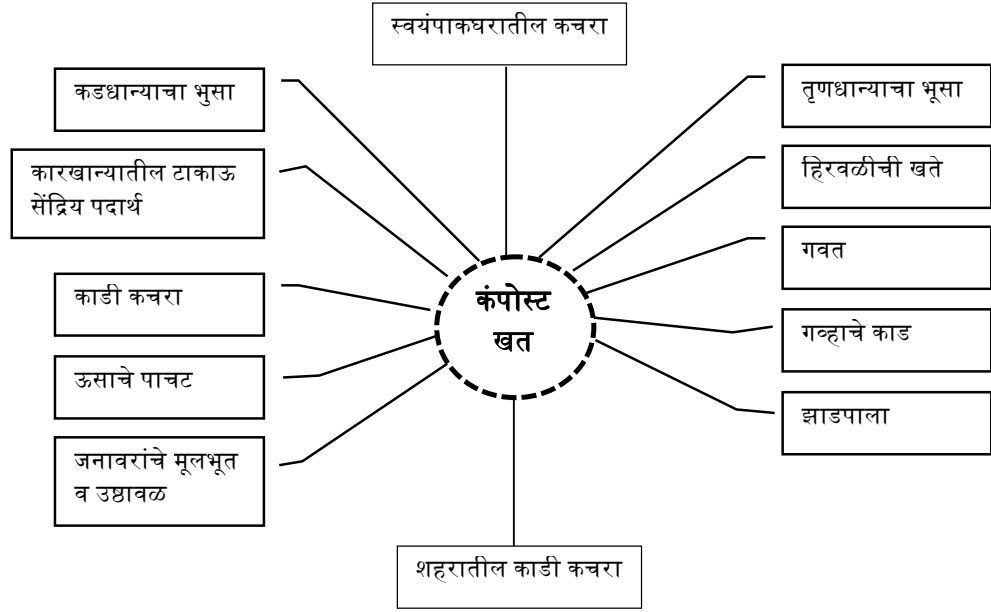 स्वयंपाकघरातील कचरा
कडधान्याचा भुसा
तृणधान्याचा भूसा
कारखान्यातील टाकाऊ
सेंद्रिय पदार्थ
हिरवळीची खते
गवत
काडी कचरा
कंपोस्ट
खत
गव्हाचे काड
ऊसाचे पाचट
झाडपाला
जनावरांचे मूलभूत
व उष्ठावळ
शहरातील काडी कचरा